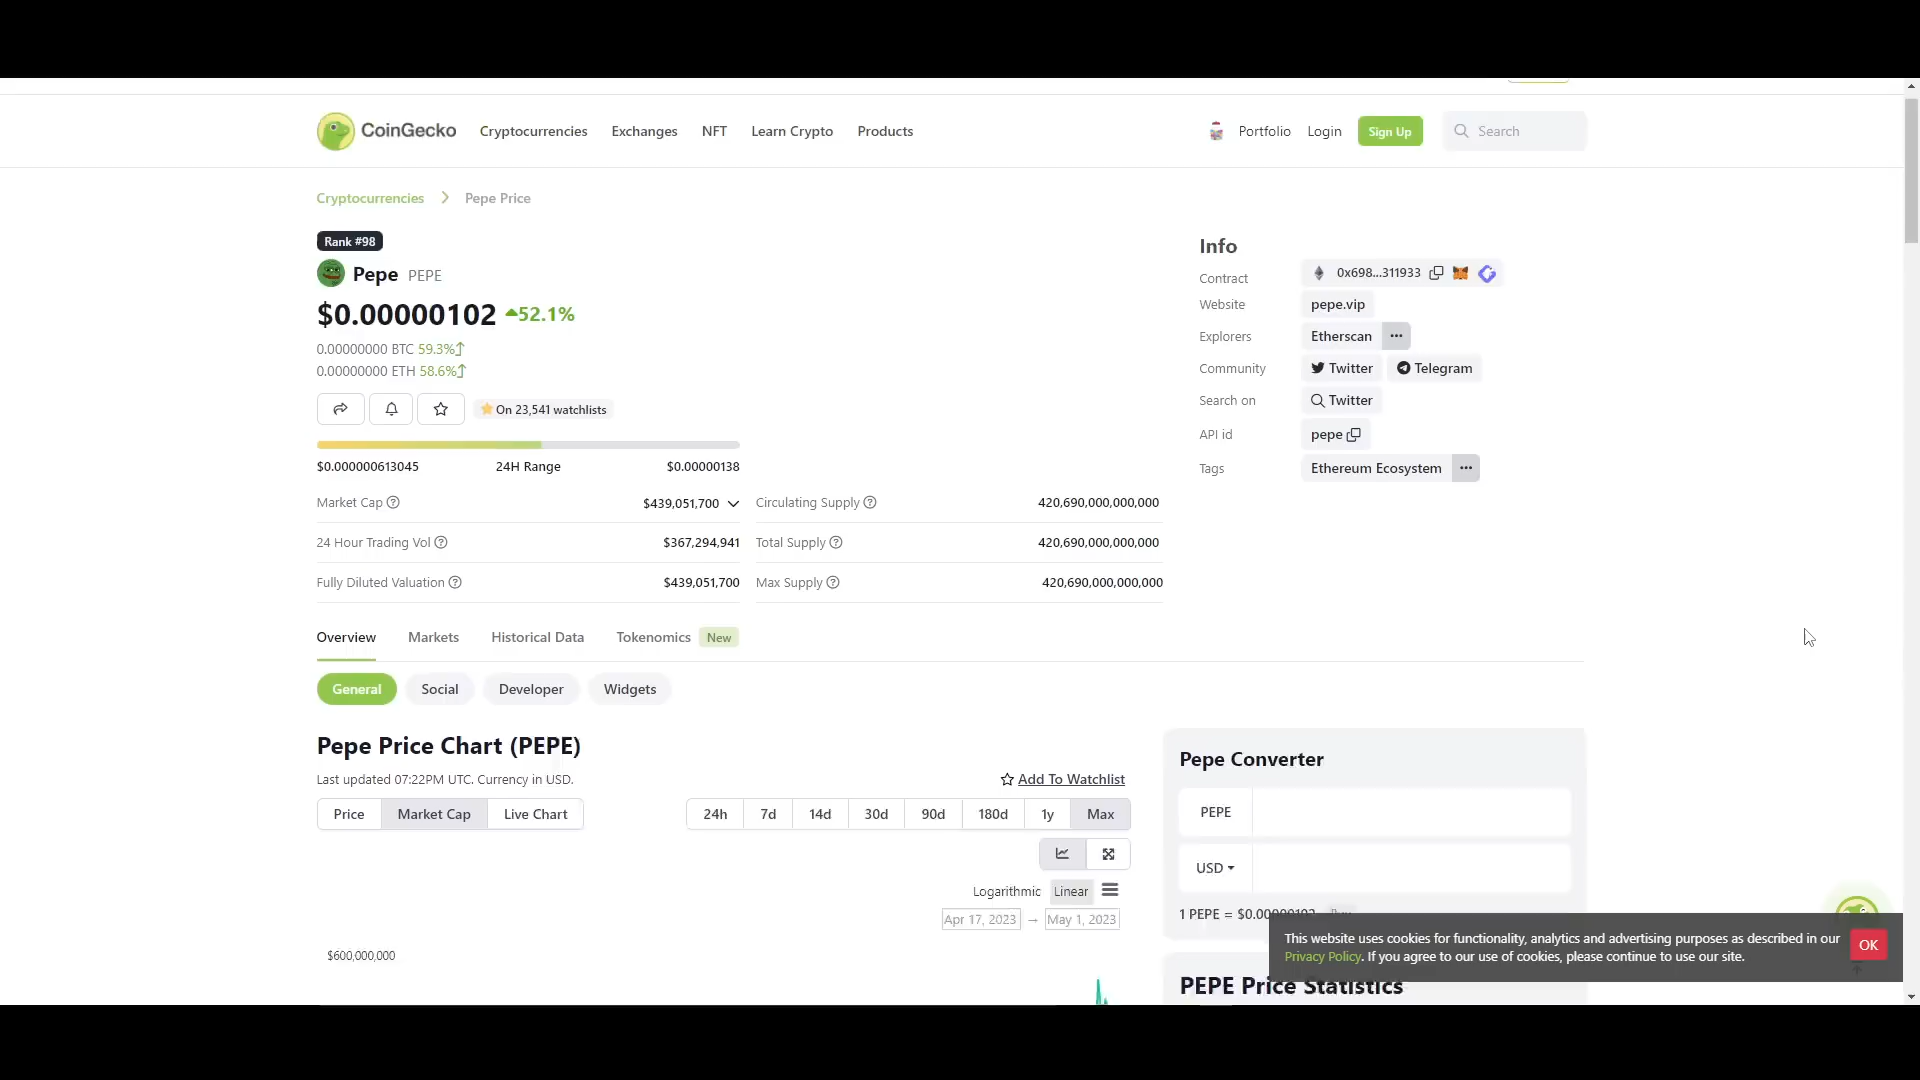 CoinGecko
Cryptocurrencies Exchanges NFT Learn Crypto Products
Portfolio Login Sign Up Search
Cryptocurrencies Pepe Price
Rank #98
Pepe PEPE
$0.00000102 52.1%
0.00000000 BTC 59.3%
0.00000000 ETH 58.6%
On 23,541 watchlists
$0.000000613045 24H Range $0.00000138
Market Cap $439,051,700
Circulating Supply 420,690,000,000,000
24 Hour Trading Vol $367,294,941
Total Supply 420,690,000,000,000
Fully Diluted Valuation $439,051,700
Max Supply 420,690,000,000,000
Info
Contract 0x698...311933
Website pepe.vip
Explorers Etherscan
Community Twitter Telegram
Search on Twitter
API id pepe
Tags Ethereum Ecosystem
Overview Markets Historical Data Tokenomics New
General Social Developer Widgets
Pepe Price Chart (PEPE)
Last updated 07:22PM UTC. Currency in USD.
Add To Watchlist
Price Market Cap Live Chart
24h 7d 14d 30d 90d 180d 1y Max
Logarithmic Linear
Apr 17, 2023 → May 1, 2023
$600,000,000
Pepe Converter
PEPE
USD
1 PEPE = $0.00000102
This website uses cookies for functionality, analytics and advertising purposes as described in our
Privacy Policy. If you agree to our use of cookies, please continue to use our site.
OK
PEPE Price Statistics